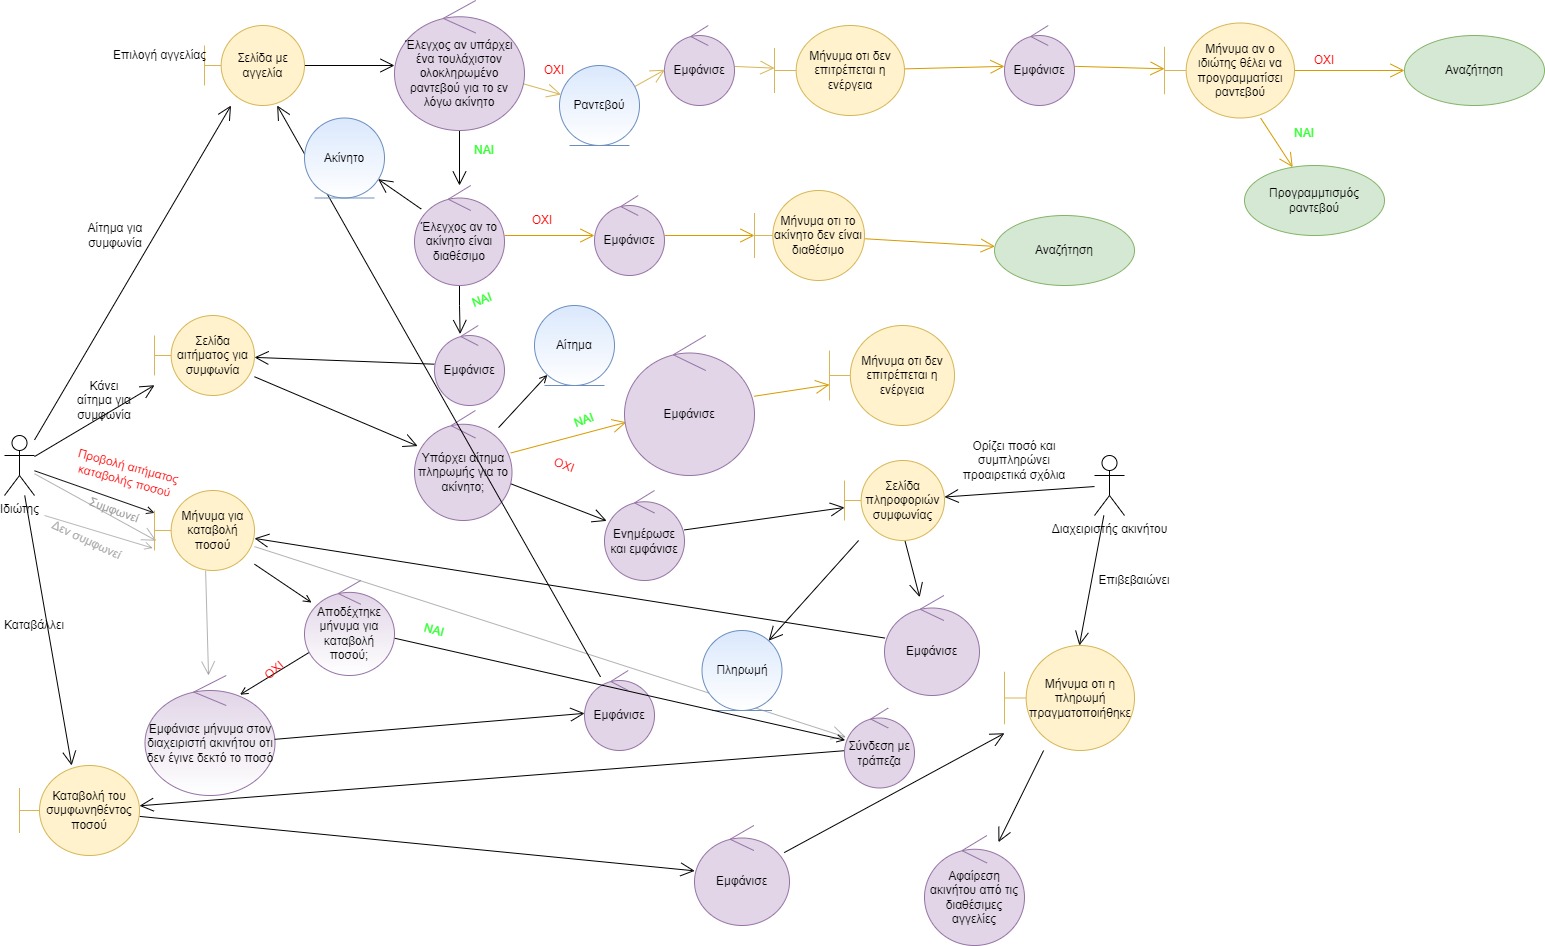 Επιλογή αγγελίας
Σελίδα με
αγγελία
Έλεγχος αν υπάρχει
ένα τουλάχιστον
ολοκληρωμένο
ραντεβού για το εν
λόγω ακίνητο
ΟΧΙ
Ραντεβού
Εμφάνισε
Μήνυμα οτι δεν
επιτρέπεται η
ενέργεια
Εμφάνισε
Μήνυμα αν ο
ιδιώτης θέλει να
προγραμματίσει
ραντεβού
ΟΧΙ
Αναζήτηση
ΝΑΙ
Προγραμμτισμός
ραντεβού
ΝΑΙ
Ακίνητο
Αίτημα για
συμφωνία
Έλεγχος αν το
ακίνητο είναι
διαθέσιμο
ΟΧΙ
Εμφάνισε
Μήνυμα οτι το
ακίνητο δεν είναι
διαθέσιμο
Αναζήτηση
ΝΑΙ
Σελίδα
αιτήματος για
συμφωνία
Εμφάνισε
Αίτημα
Εμφάνισε
Μήνυμα οτι δεν
επιτρέπεται η
ενέργεια
Κάνει
αίτημα για
συμφωνία
ΝΑΙ
Υπάρχει αίτημα
πληρωμής για το
ακίνητο;
ΟΧΙ
Προβολή αιτήματος
καταβολής ποσού
Συμφωνεί
Δεν συμφωνεί
Ιδιώτης
Μήνυμα για
καταβολή
ποσού
Ενημέρωσε
και εμφάνισε
Σελίδα
πληροφοριών
συμφωνίας
Ορίζει ποσό και
συμπληρώνει
προαιρετικά σχόλια
Διαχειριστής ακινήτου
Επιβεβαιώνει
Καταβάλλει
Αποδέχτηκε
μήνυμα για
καταβολή
ποσού;
ΝΑΙ
ΟΧΙ
Πληρωμή
Εμφάνισε
Μήνυμα οτι η
πληρωμή
πραγματοποιήθηκε
Εμφάνισε μήνυμα στον
διαχειριστή ακινήτου οτι
δεν έγινε δεκτό το ποσό
Εμφάνισε
Σύνδεση με
τράπεζα
Καταβολή του
συμφωνηθέντος
ποσού
Εμφάνισε
Αφαίρεση
ακινήτου από τις
διαθέσιμες
αγγελίες